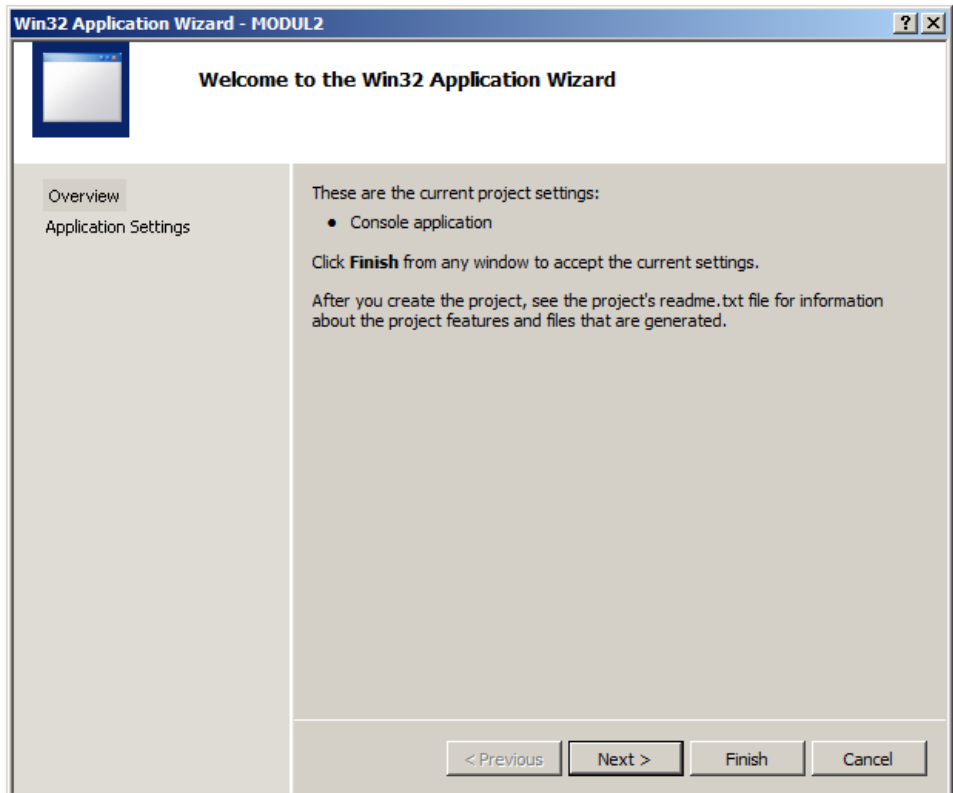 Win32 Application Wizard - MODUL2
Welcome to the Win32 Application Wizard
Overview
Application Settings
These are the current project settings:
● Console application
Click Finish from any window to accept the current settings.
After you create the project, see the project's readme.txt file for information
about the project features and files that are generated.
< Previous
Next >
Finish
Cancel